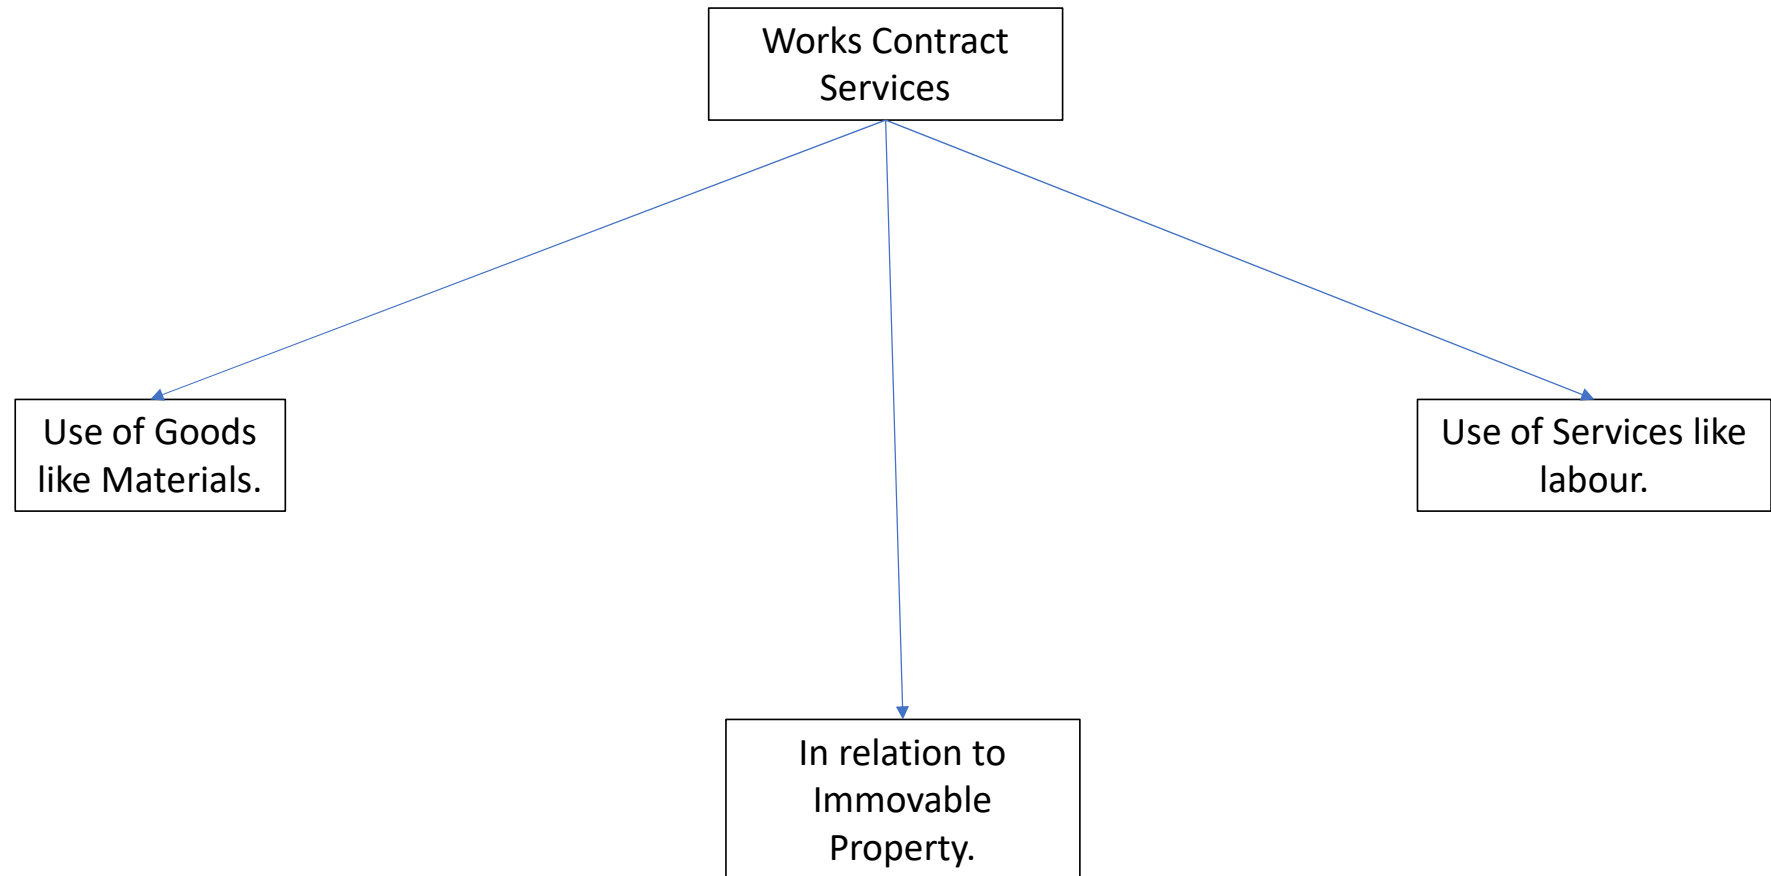 Works Contract
Services
Use of Goods
like Materials.
Use of Services like
labour.
In relation to
Immovable
Property.